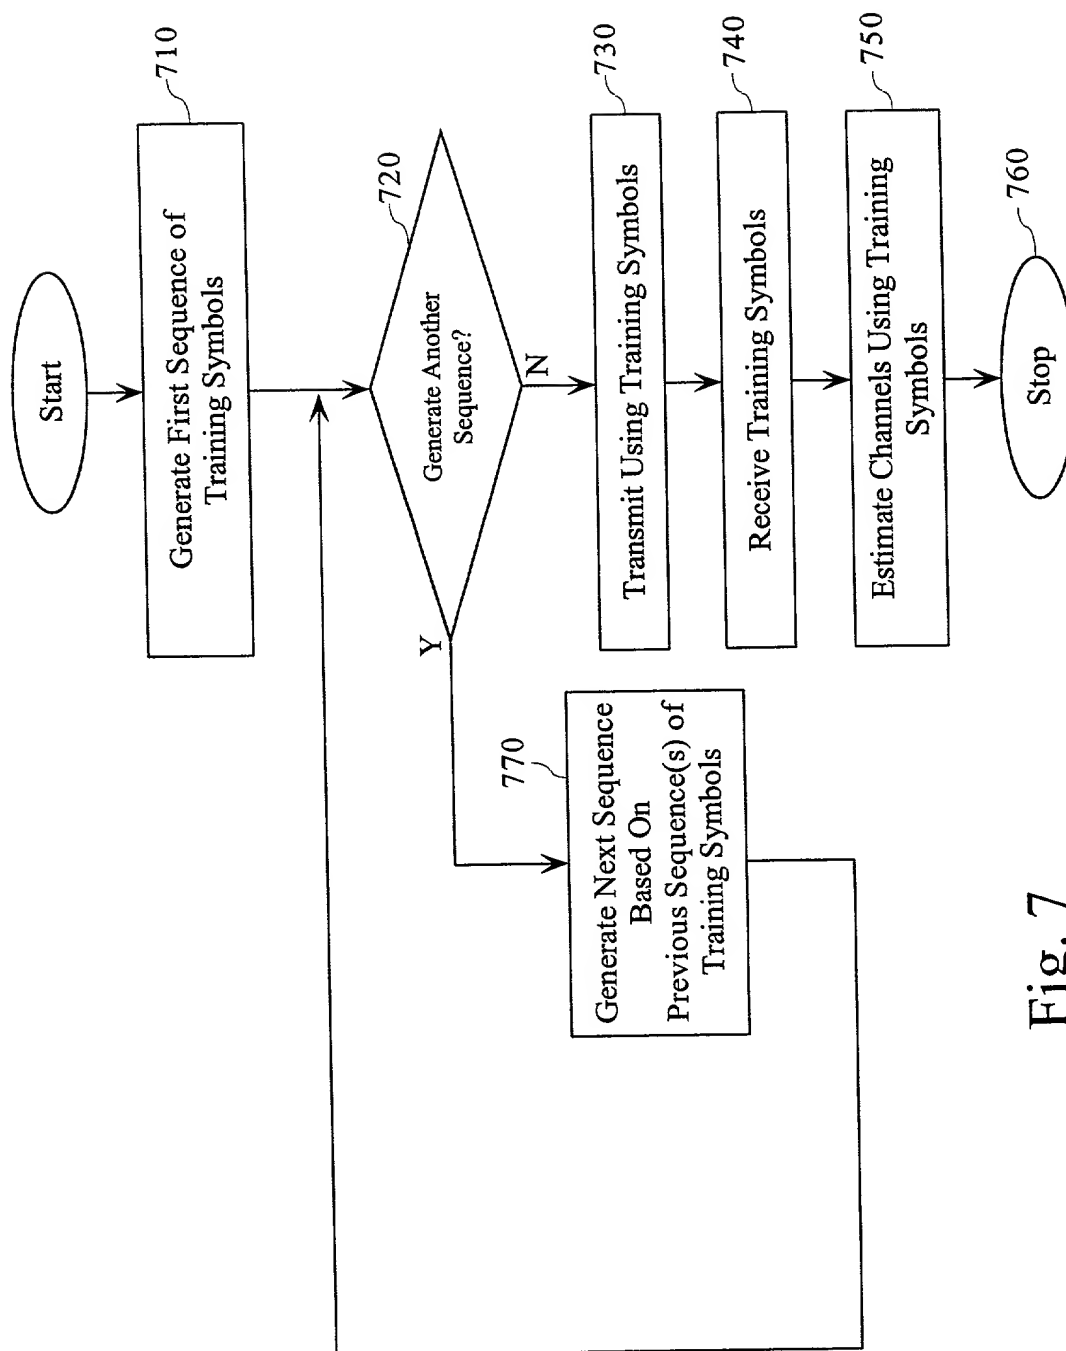 Start
710
Generate First Sequence of
Training Symbols
720
Generate Another
Sequence?
Y
N
770
Generate Next Sequence
Based On
Previous Sequence(s) of
Training Symbols
730
Transmit Using Training Symbols
740
Receive Training Symbols
750
Estimate Channels Using Training
Symbols
760
Stop
Fig. 7